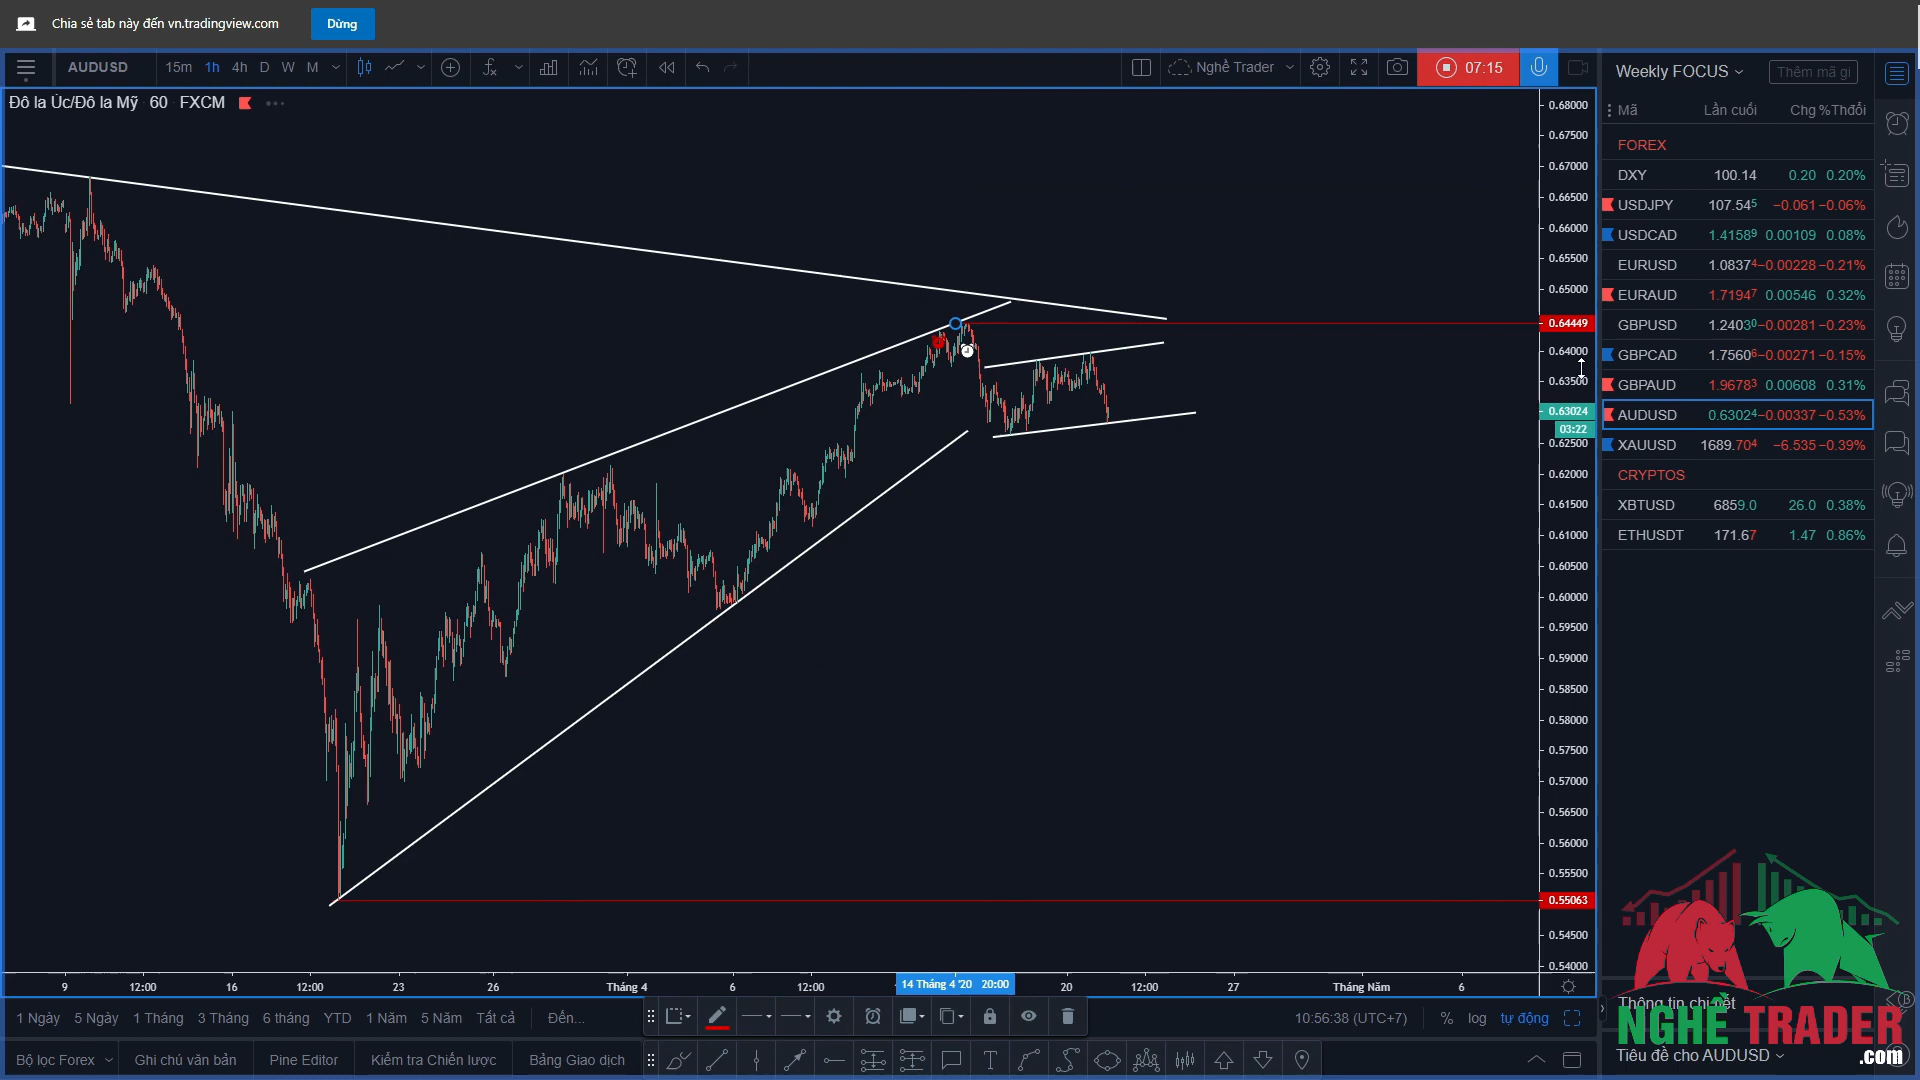 Chia sẻ tab này đến vn.tradingview.com Dừng
AUDUSD 15m 1h 4h D W M Nghề Trader 07:15
Đô la Úc/Đô la Mỹ 60 FXCM
0.68000
0.67500
0.67000
0.66500
0.66000
0.65500
0.65000
0.64449
0.64000
0.63500
0.63024
03:22
0.62500
0.62000
0.61500
0.61000
0.60500
0.60000
0.59500
0.59000
0.58500
0.58000
0.57500
0.57000
0.56500
0.56000
0.55500
0.55063
0.54500
0.54000
9 12:00 16 12:00 23 26 Tháng 4 6 12:00 14 Tháng 4 '20 20:00 20 12:00 27 Tháng Năm 6
1 Ngày 5 Ngày 1 Tháng 3 Tháng 6 tháng YTD 1 Năm 5 Năm Tất cả Đến...
10:56:38 (UTC+7) % log tự động
Bộ lọc Forex Ghi chú văn bản Pine Editor Kiểm tra Chiến lược Bảng Giao dịch
Weekly FOCUS Thêm mã gi
Mã Lần cuối Chg %Thđổi
FOREX
DXY 100.14 0.20 0.20%
USDJPY 107.545 −0.061 −0.06%
USDCAD 1.41589 0.00109 0.08%
EURUSD 1.08374 −0.00228 −0.21%
EURAUD 1.71947 0.00546 0.32%
GBPUSD 1.24030 −0.00281 −0.23%
GBPCAD 1.75606 −0.00271 −0.15%
GBPAUD 1.96783 0.00608 0.31%
AUDUSD 0.63024 −0.00337 −0.53%
XAUUSD 1689.704 −6.535 −0.39%
CRYPTOS
XBTUSD 6859.0 26.0 0.38%
ETHUSDT 171.67 1.47 0.86%
Thông tin chi tiết
NGHỀ TRADER
.com
Tiêu đề cho AUDUSD